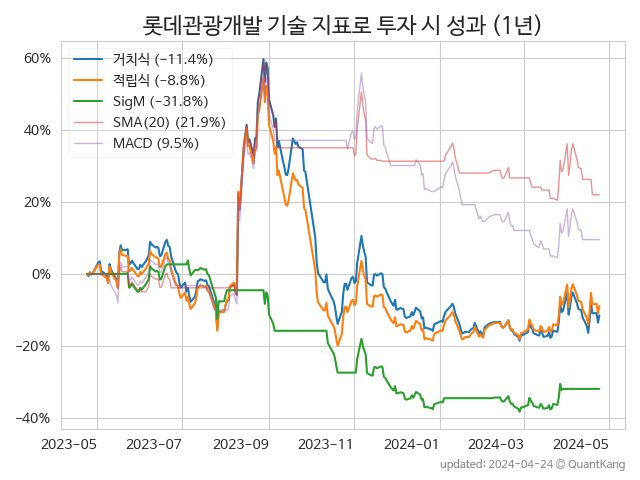 롯데관광개발 기술 지표로 투자 시 성과 (1년)
60%
40%
20%
0%
−20%
−40%
거치식 (−11.4%)
적립식 (−8.8%)
SigM (−31.8%)
SMA(20) (21.9%)
MACD (9.5%)
2023-05 2023-07 2023-09 2023-11 2024-01 2024-03 2024-05
updated: 2024-04-24 © QuantKang